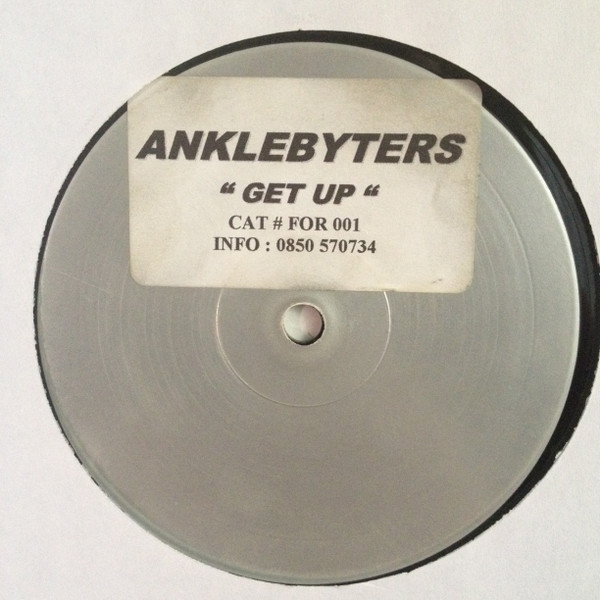 ANKLEBYTERS
“ GET UP “
CAT # FOR 001
INFO : 0850 570734